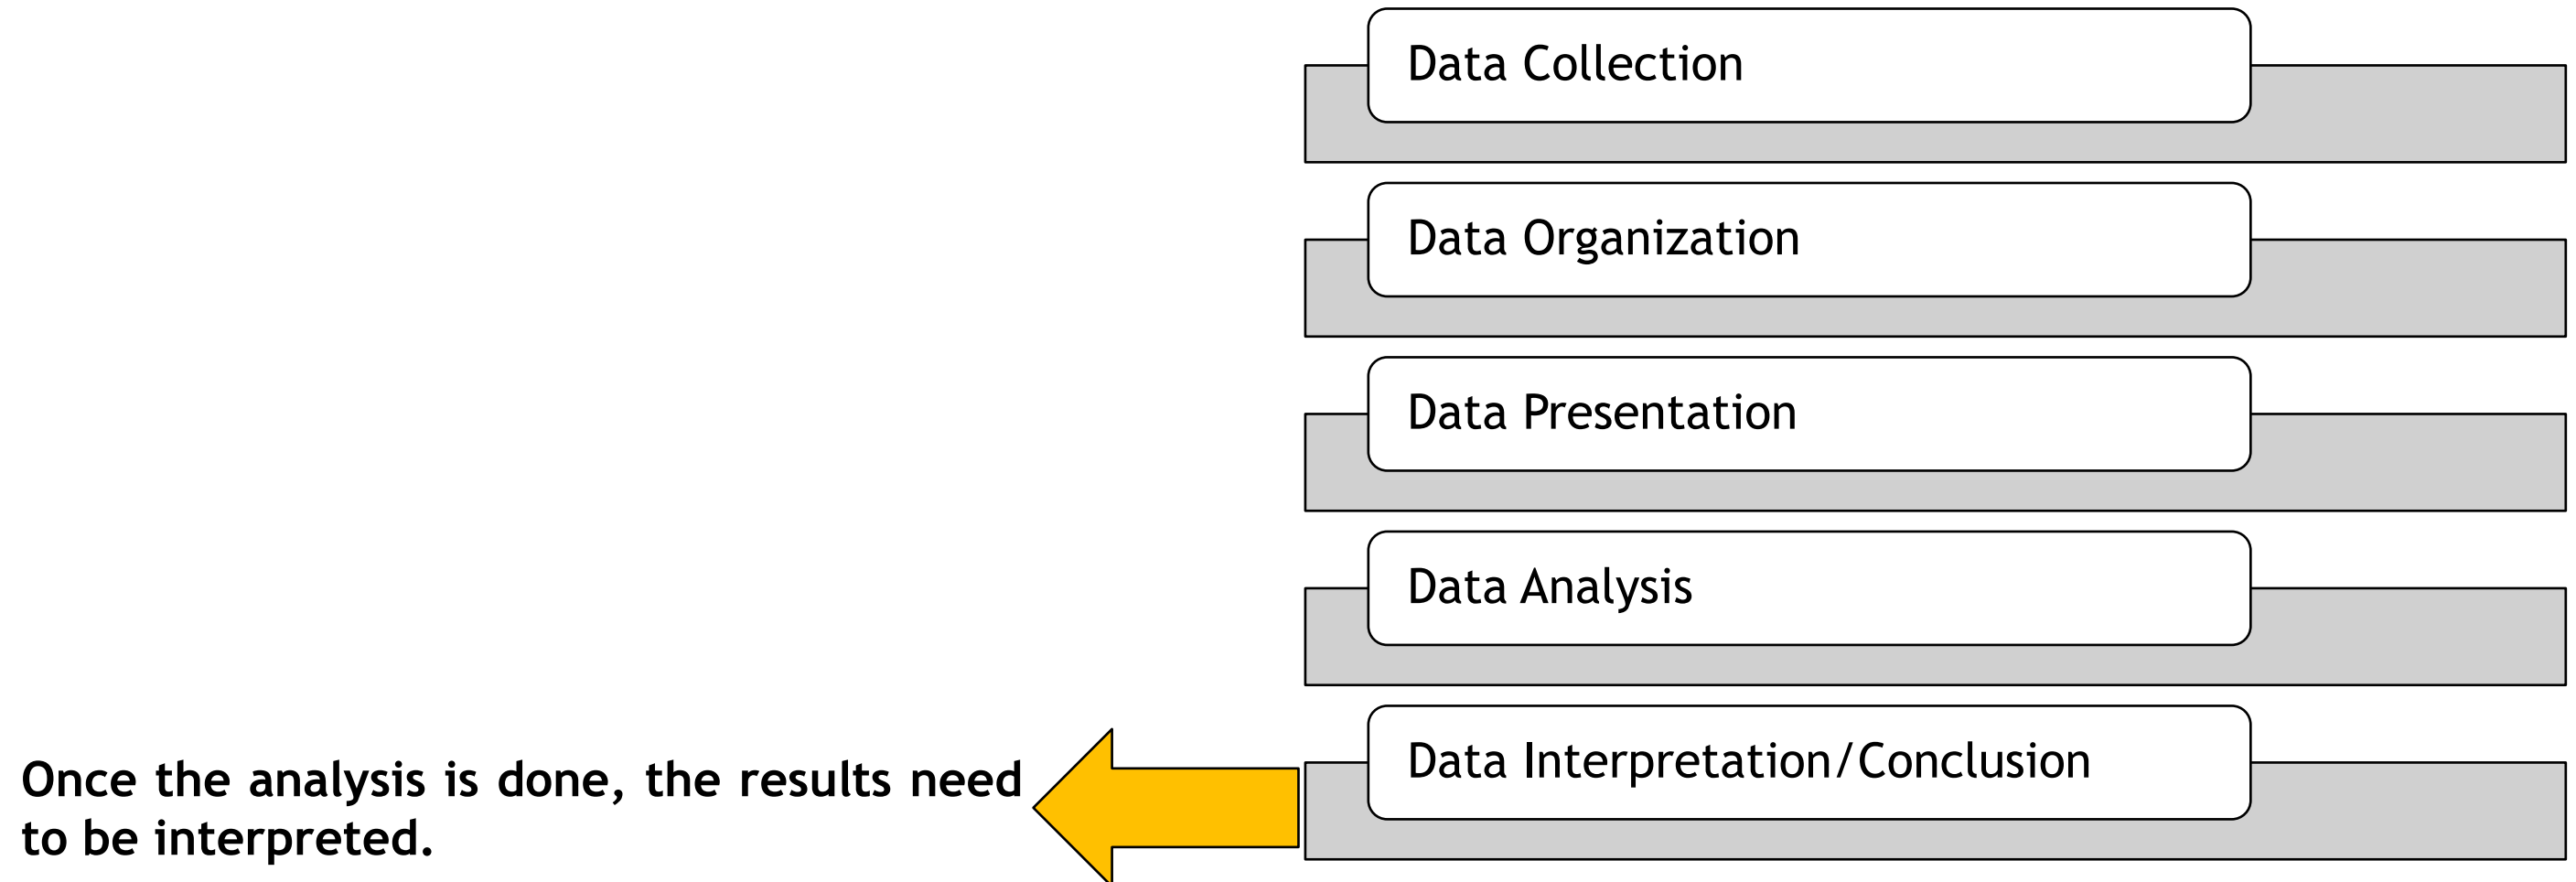 Data Collection
Data Organization
Data Presentation
Data Analysis
Data Interpretation/Conclusion
Once the analysis is done, the results need
to be interpreted.